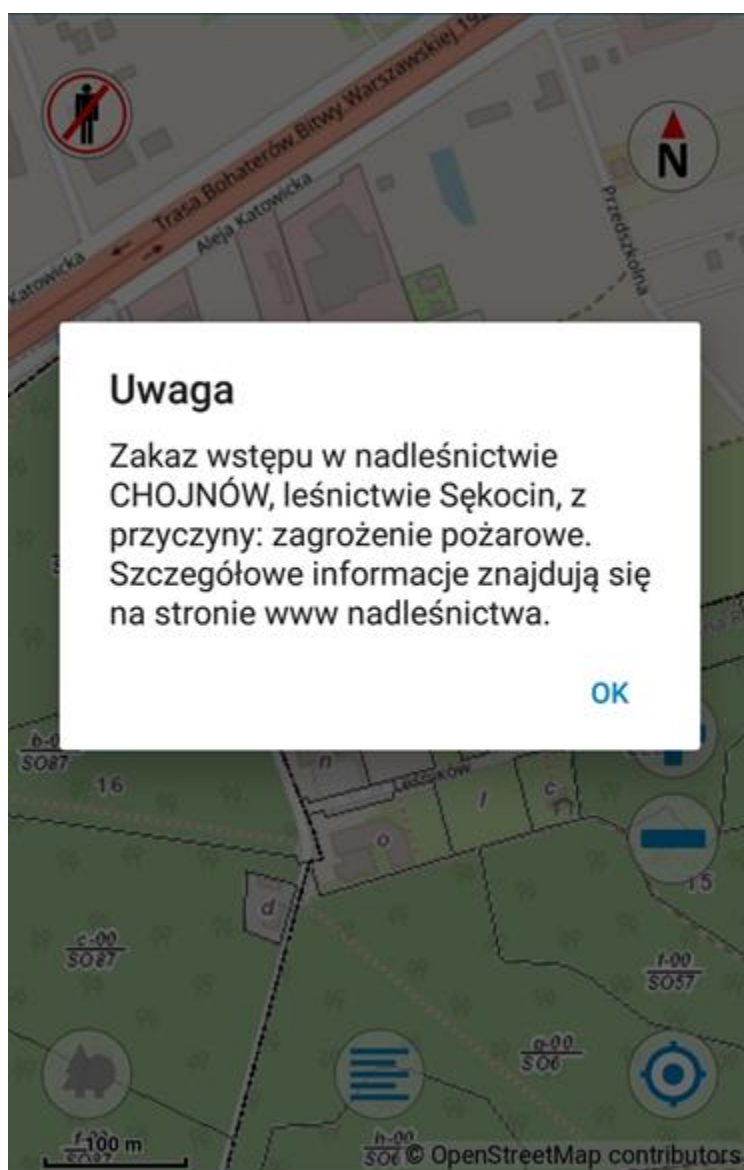 Trasa Bohaterów Bitwy Warszawskiej 192
Aleja Katowicka
Katowicka
N
Przedszkolna
Uwaga
Zakaz wstępu w nadleśnictwie
CHOJNÓW, leśnictwie Sękocin, z
przyczyny: zagrożenie pożarowe.
Szczegółowe informacje znajdują się
na stronie www nadleśnictwa.
OK
SO87
16
n
l
c
o
15
d
c-00
SO87
f-00
SO57
g-00
SO6
100 m
h-00
SO6
© OpenStreetMap contributors